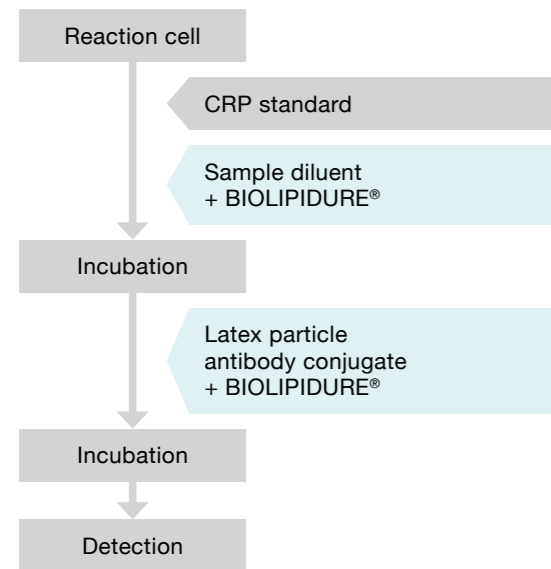 Reaction cell
CRP standard
Sample diluent
+ BIOLIPIDURE®
Incubation
Latex particle
antibody conjugate
+ BIOLIPIDURE®
Incubation
Detection